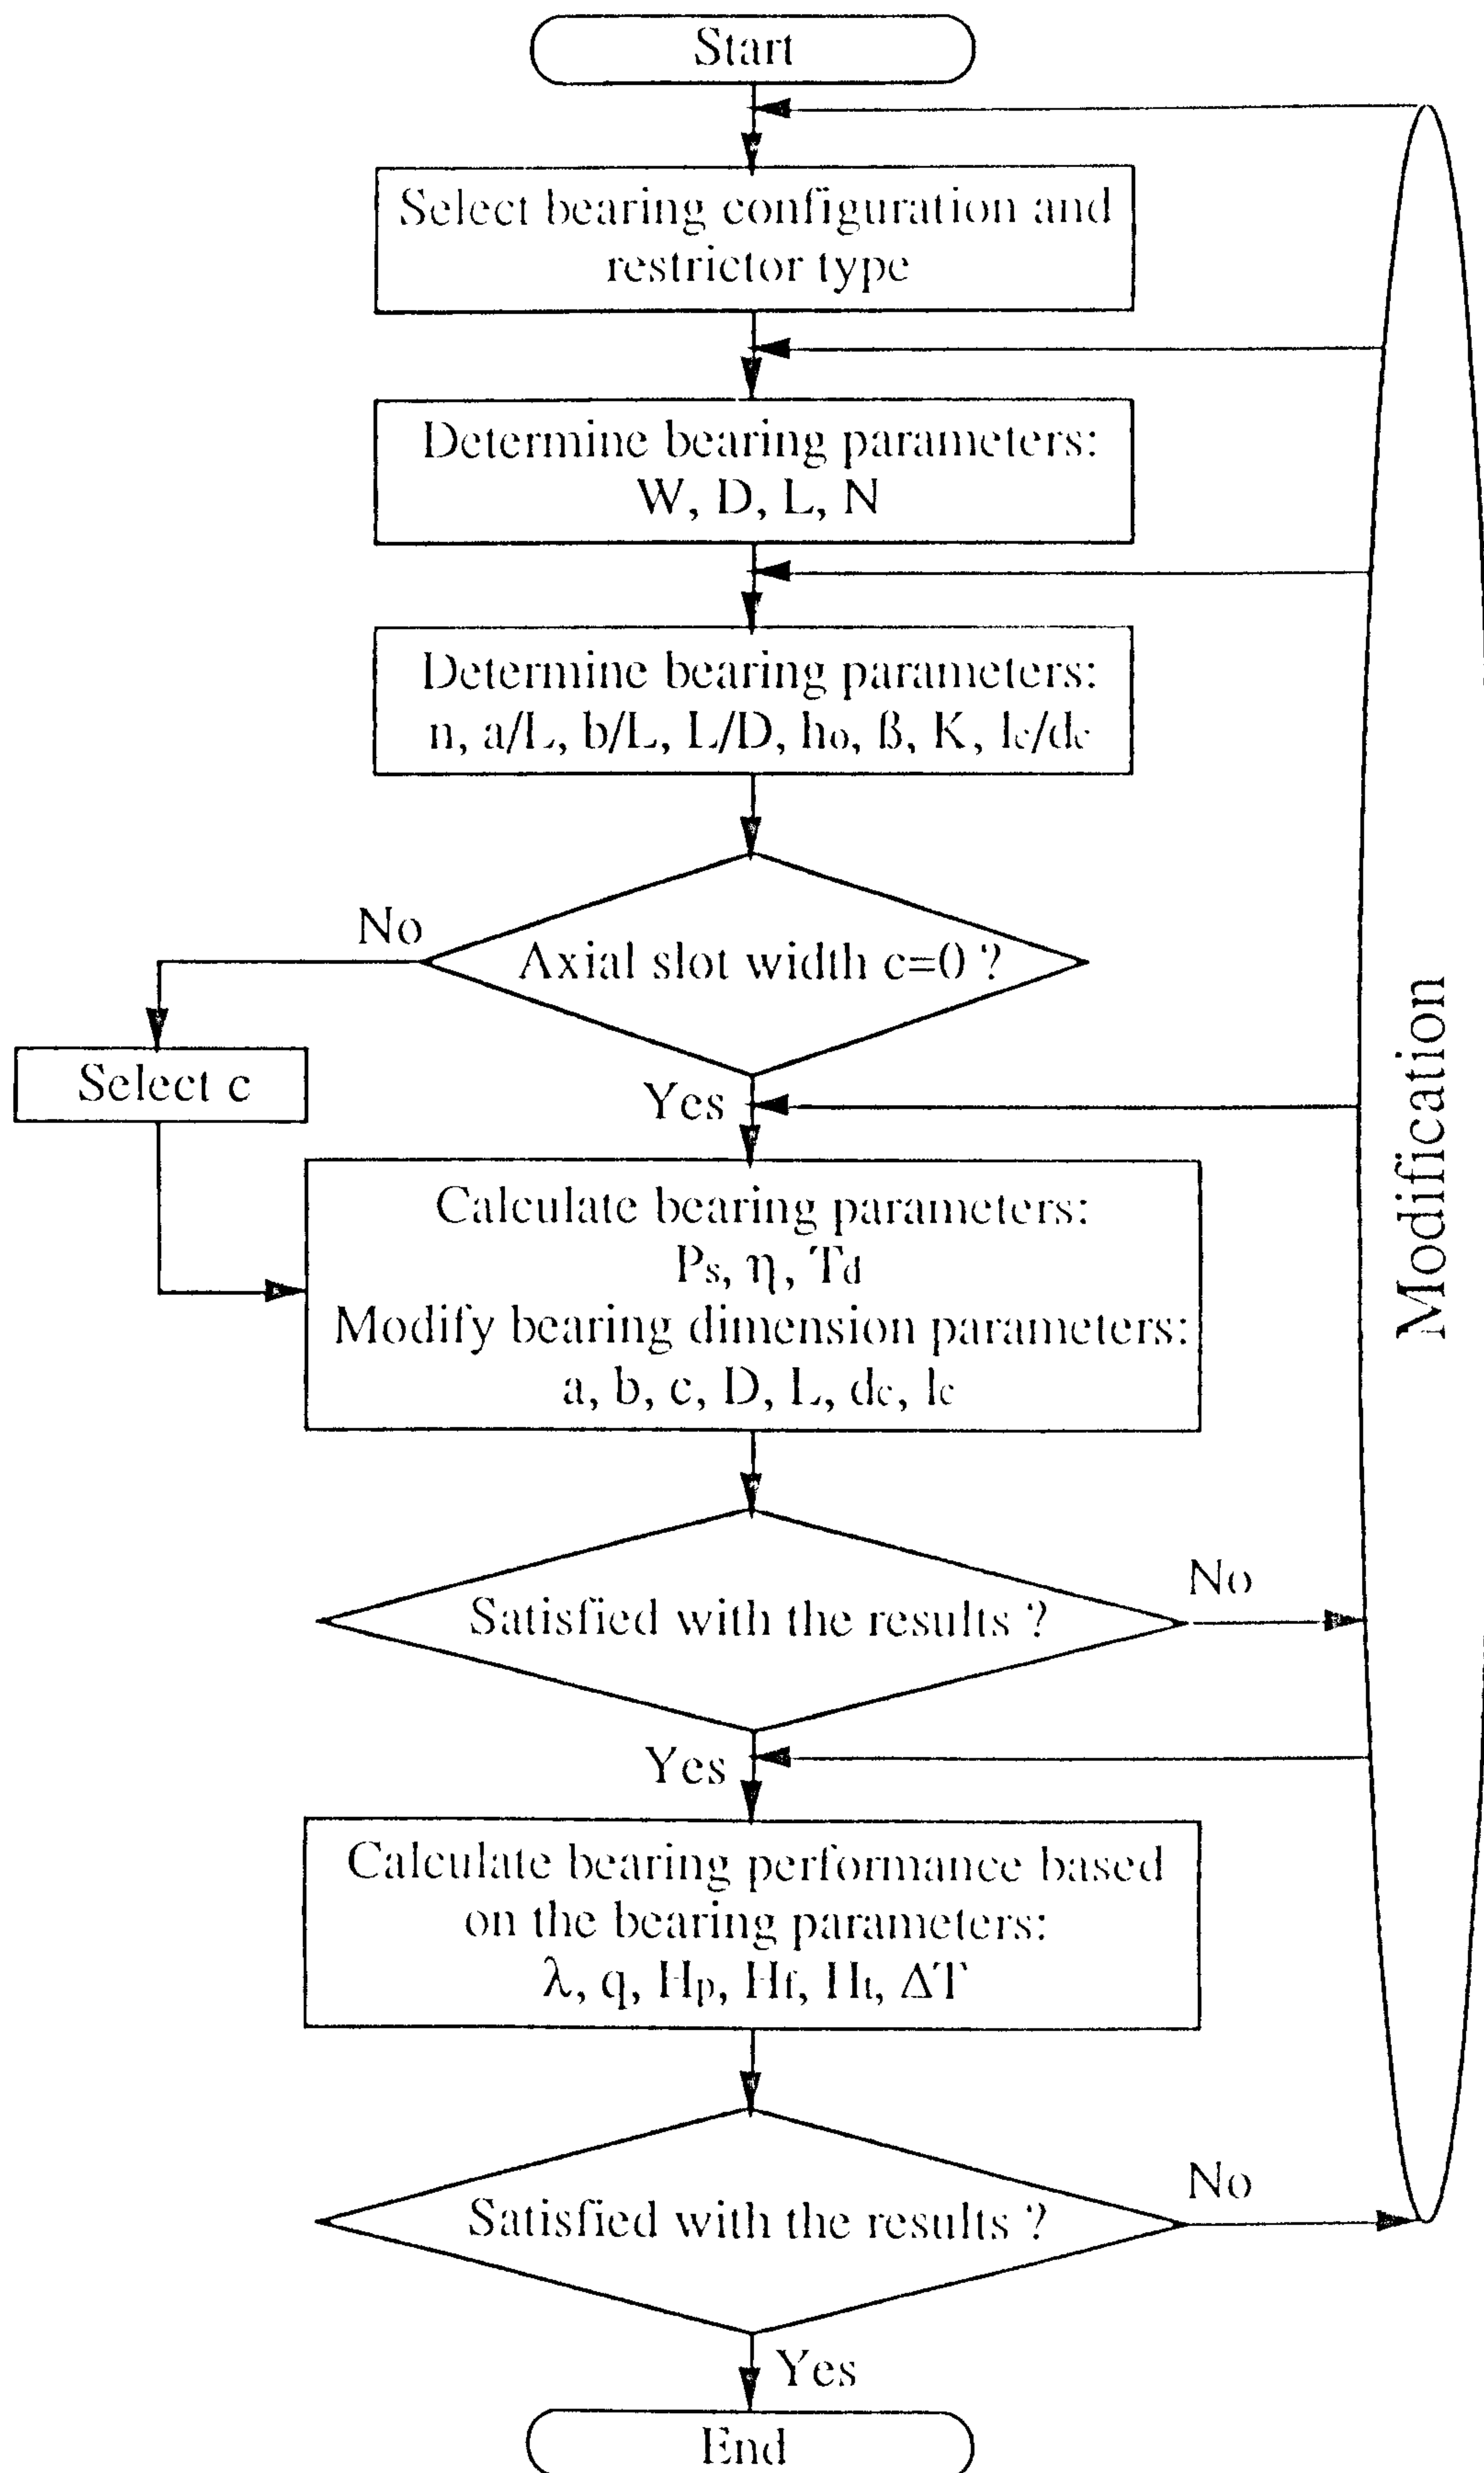 Start
Select bearing configuration and
restrictor type
Determine bearing parameters:
W, D, L, N
Determine bearing parameters:
n, a/L, b/L, L/D, ho, ß, K, lc/dc
No
Axial slot width c=0 ?
Select c
Yes
Calculate bearing parameters:
Ps, η, Td
Modify bearing dimension parameters:
a, b, c, D, L, dc, lc
Modification
No
Satisfied with the results ?
Yes
Calculate bearing performance based
on the bearing parameters:
λ, q, Hp, Hf, Ht, ΔT
No
Satisfied with the results ?
Yes
End